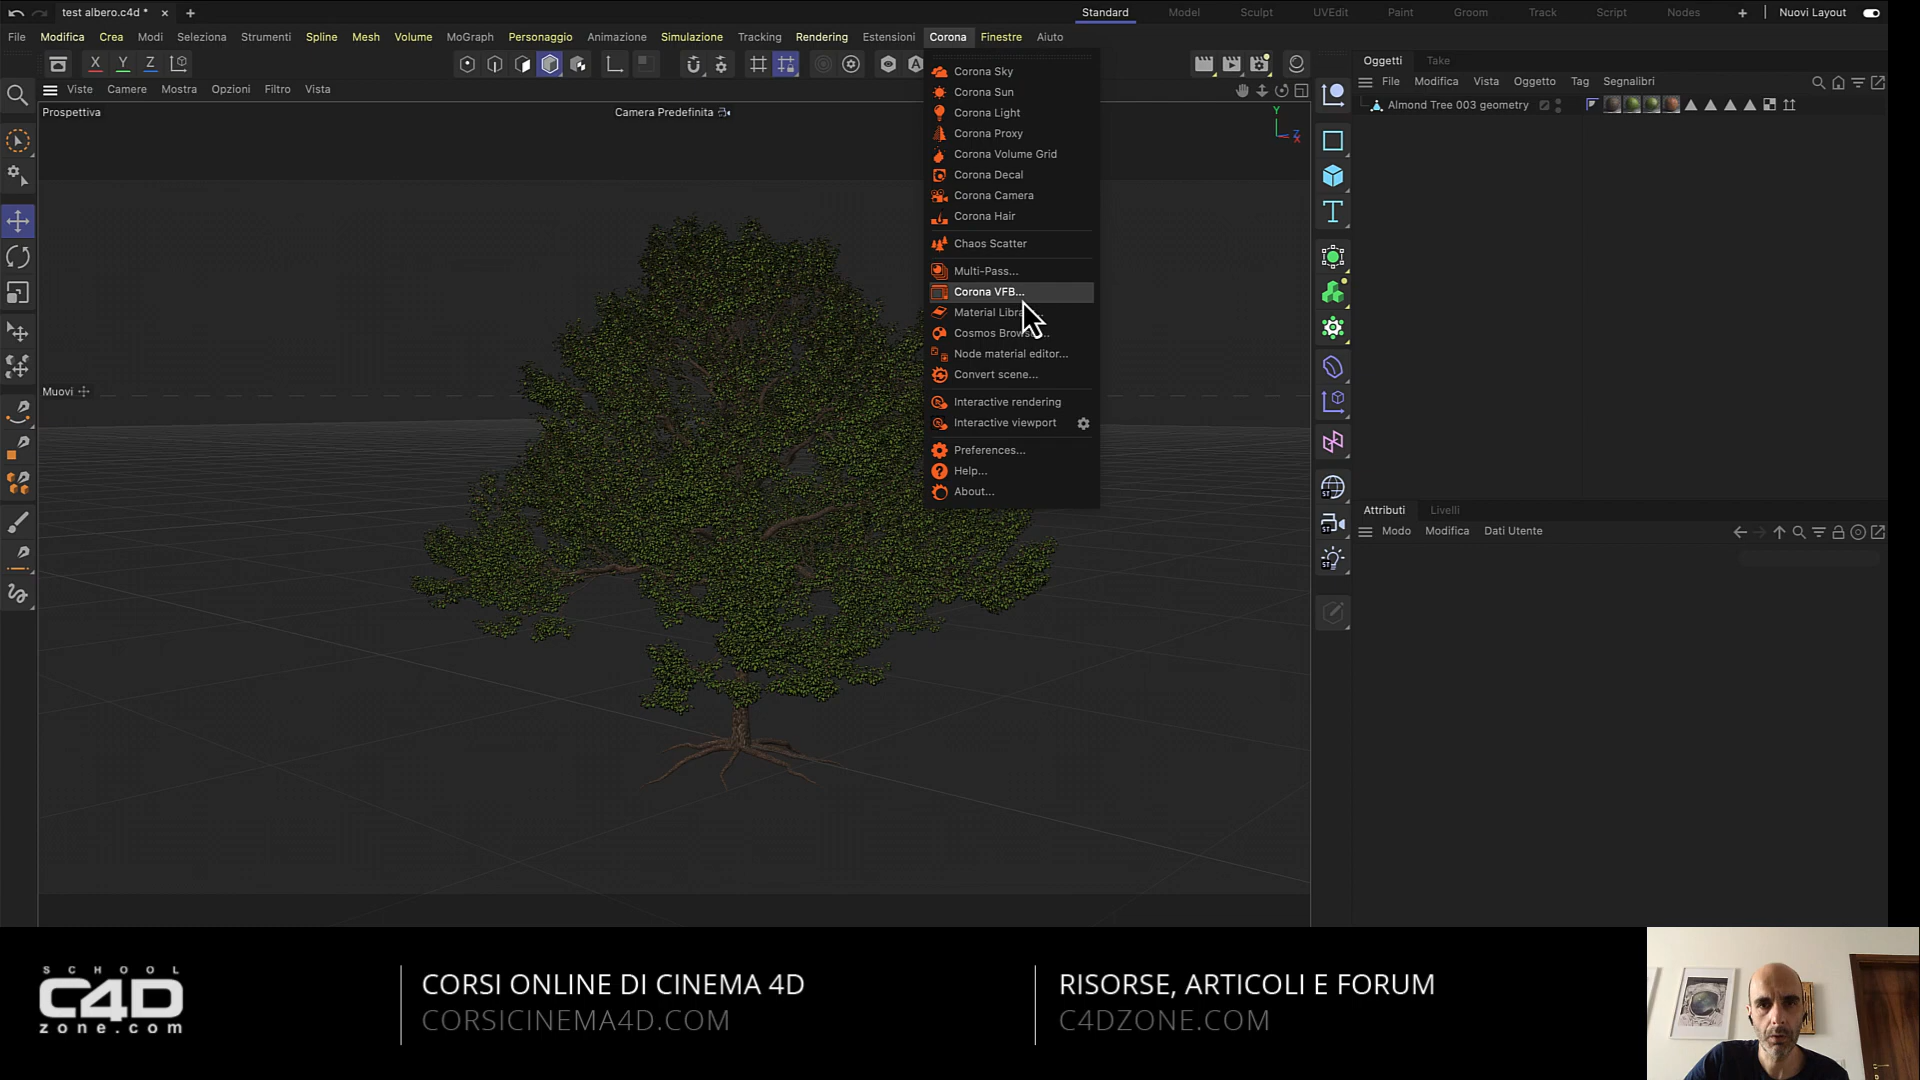 test albero.c4d *
Standard
Model
Sculpt
UVEdit
Paint
Groom
Track
Script
Nodes
Nuovi Layout
File
Modifica
Crea
Modi
Seleziona
Strumenti
Spline
Mesh
Volume
MoGraph
Personaggio
Animazione
Simulazione
Tracking
Rendering
Estensioni
Corona
Finestre
Aiuto
X
Y
Z
Viste
Camere
Mostra
Opzioni
Filtro
Vista
Prospettiva
Camera Predefinita
Y
Z
X
Muovi
Corona Sky
Corona Sun
Corona Light
Corona Proxy
Corona Volume Grid
Corona Decal
Corona Camera
Corona Hair
Chaos Scatter
Multi-Pass...
Corona VFB...
Material
Cosmos
Node material editor...
Convert scene...
Interactive rendering
Interactive viewport
Preferences...
Help...
About...
Oggetti
Take
File
Modifica
Vista
Oggetto
Tag
Segnalibri
Almond Tree 003 geometry
Attributi
Livelli
Modo
Modifica
Dati Utente
ST
ST
ST
SCHOOL
C4D
zone.com
CORSI ONLINE DI CINEMA 4D
CORSICINEMA4D.COM
RISORSE, ARTICOLI E FORUM
C4DZONE.COM